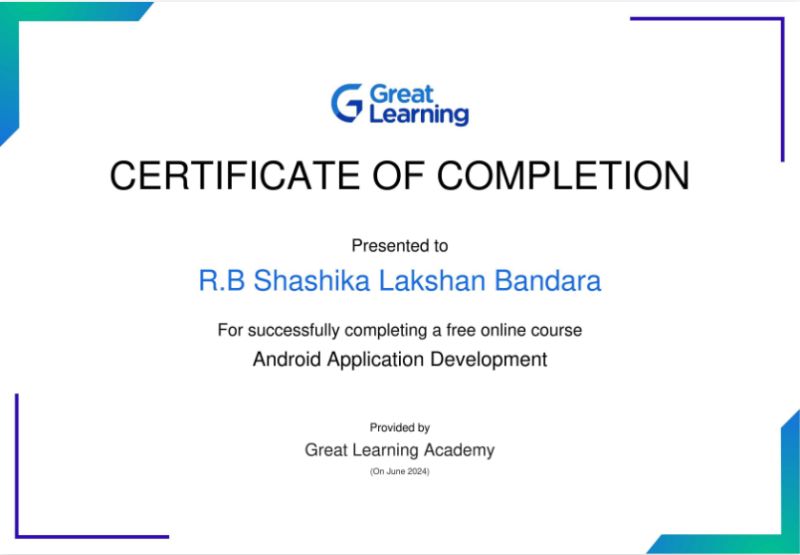 Great
Learning
CERTIFICATE OF COMPLETION
Presented to
R.B Shashika Lakshan Bandara
For successfully completing a free online course
Android Application Development
Provided by
Great Learning Academy
(On June 2024)